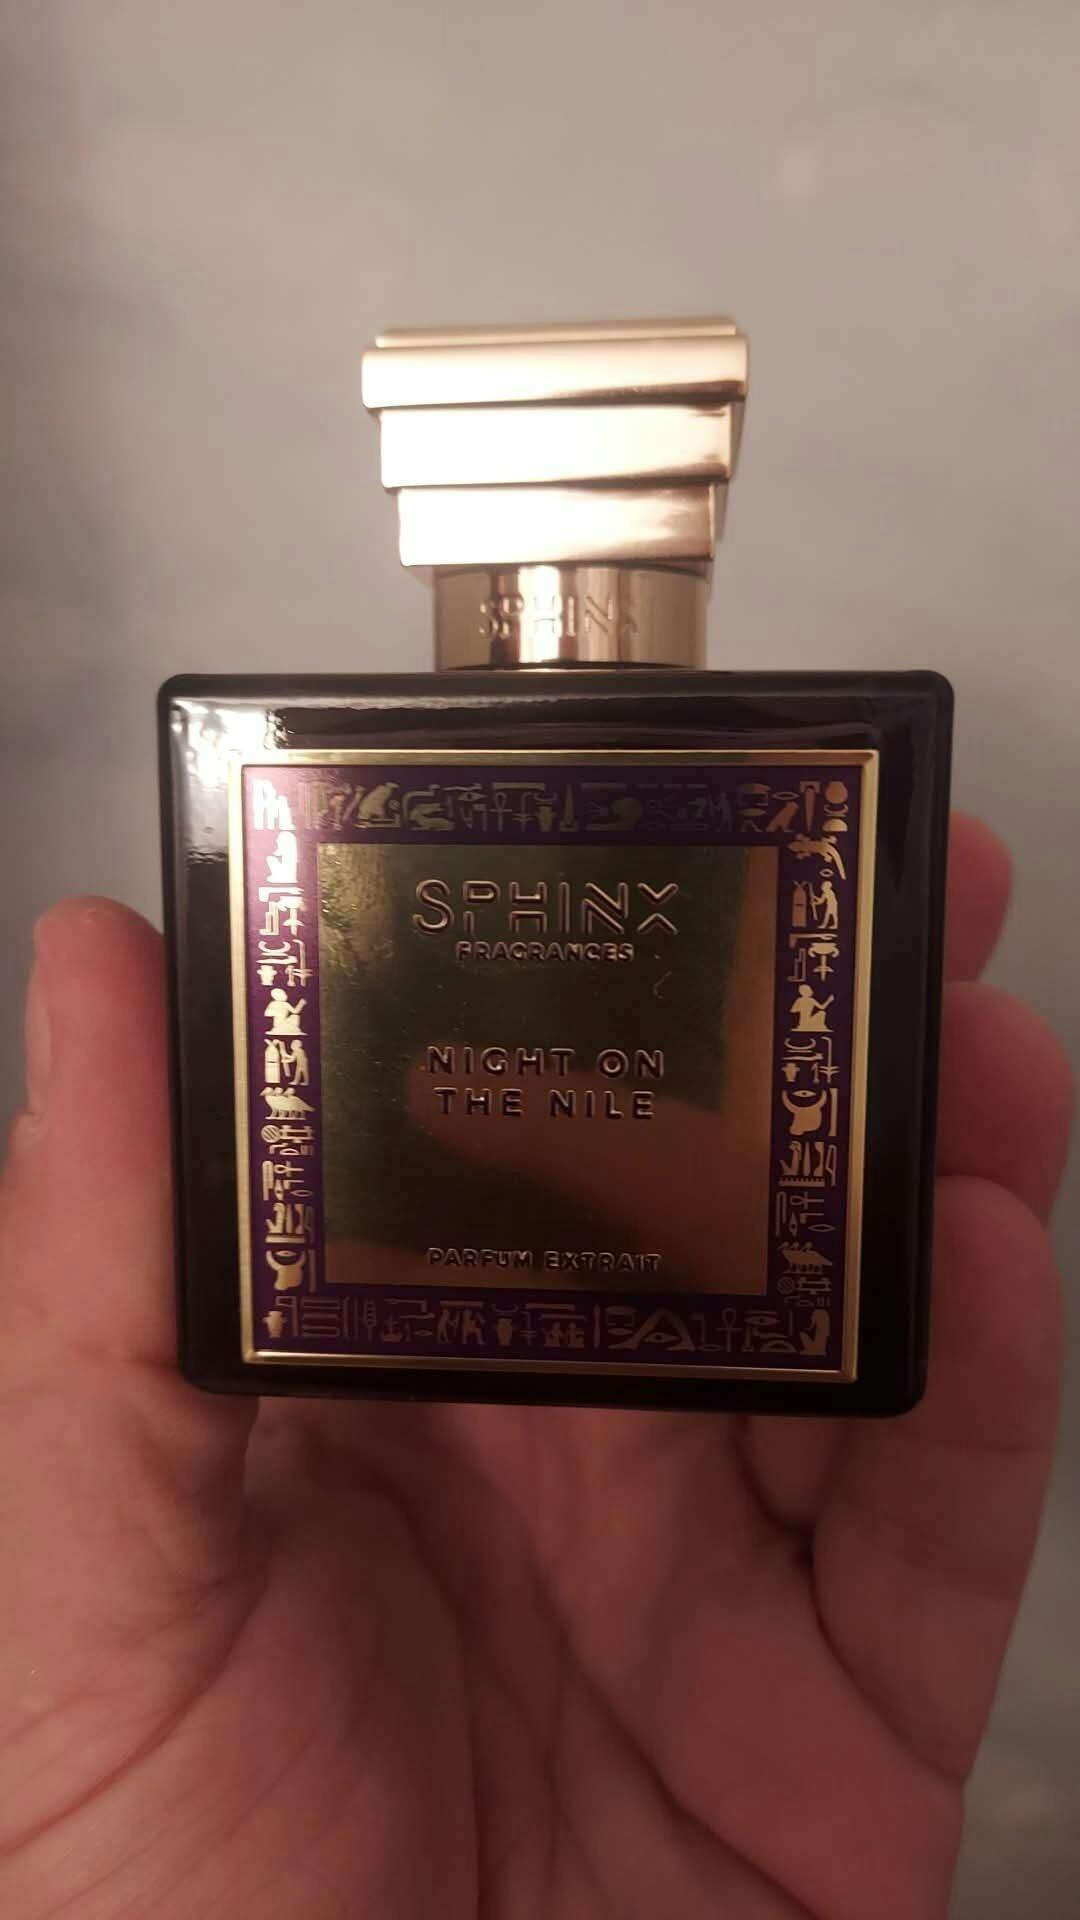 SPHINX
SPHINX
FRAGRANCES
NIGHT ON
THE NILE
PARFUM EXTRAIT